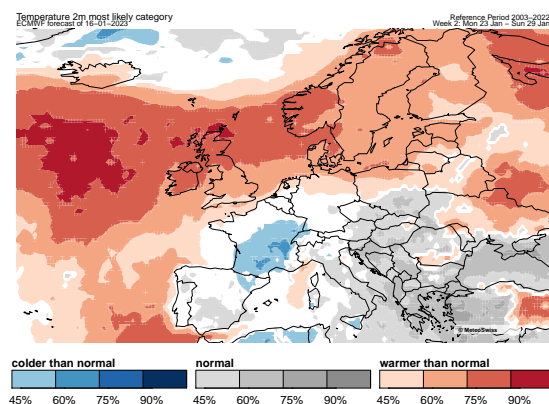 Temperature 2m most likely category
ECMWF forecast of 16−01−2023
Reference Period 2003−2022
Week 2: Mon 23 Jan − Sun 29 Jan
© MeteoSwiss
colder than normal
normal
warmer than normal
45% 60% 75% 90%
45% 60% 75% 90%
45% 60% 75% 90%